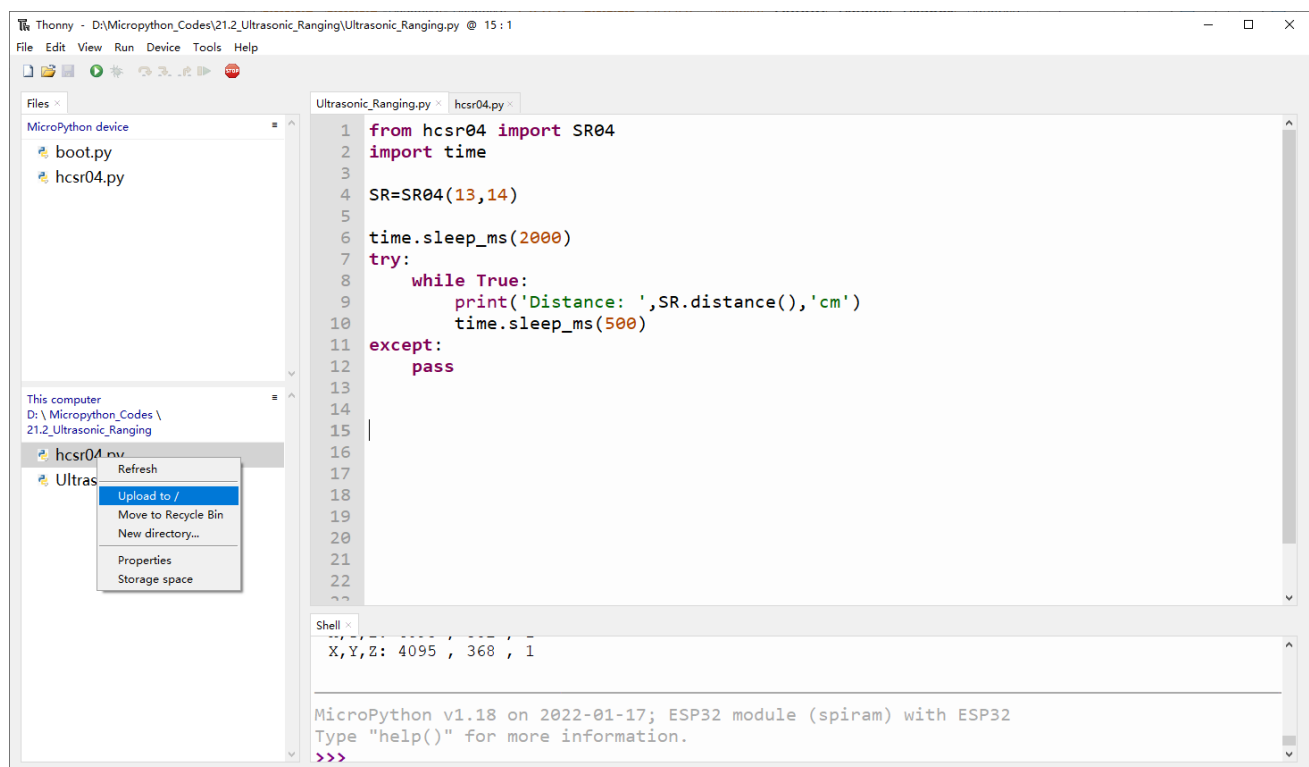 Thonny - D:\Micropython_Codes\21.2_Ultrasonic_Ranging\Ultrasonic_Ranging.py @ 15 : 1
File Edit View Run Device Tools Help
STOP
Files
MicroPython device
boot.py
hcsr04.py
This computer
D: \ Micropython_Codes \
21.2_Ultrasonic_Ranging
hcsr04.py
Ultras
Refresh
Upload to /
Move to Recycle Bin
New directory...
Properties
Storage space
Ultrasonic_Ranging.py hcsr04.py
1 from hcsr04 import SR04
2 import time
3
4 SR=SR04(13,14)
5
6 time.sleep_ms(2000)
7 try:
8     while True:
9         print('Distance: ',SR.distance(),'cm')
10         time.sleep_ms(500)
11 except:
12     pass
13
14
15
16
17
18
19
20
21
22
23
Shell
X,Y,Z: 4095 , 368 , 1
MicroPython v1.18 on 2022-01-17; ESP32 module (spiram) with ESP32
Type "help()" for more information.
>>>